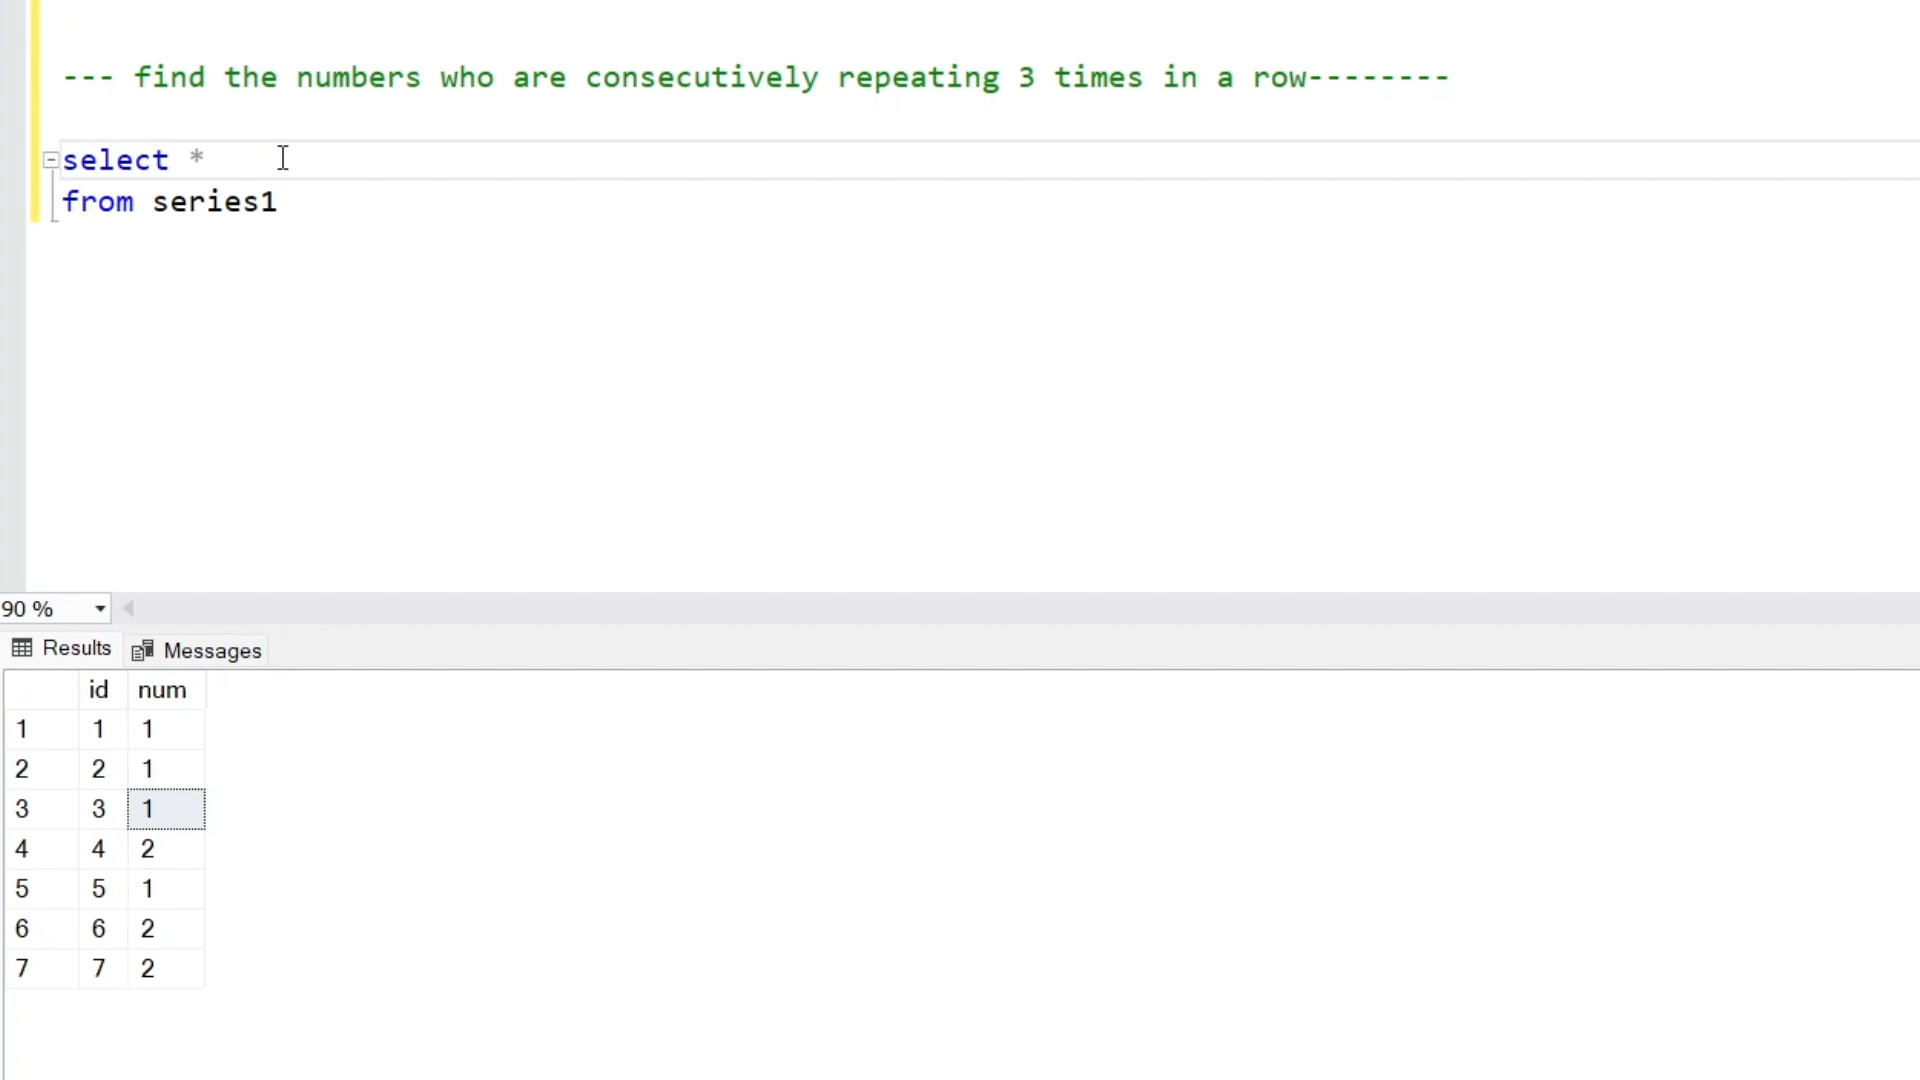 --- find the numbers who are consecutively repeating 3 times in a row--------
select *
from series1
90 %
Results Messages
id num
1 1 1
2 2 1
3 3 1
4 4 2
5 5 1
6 6 2
7 7 2